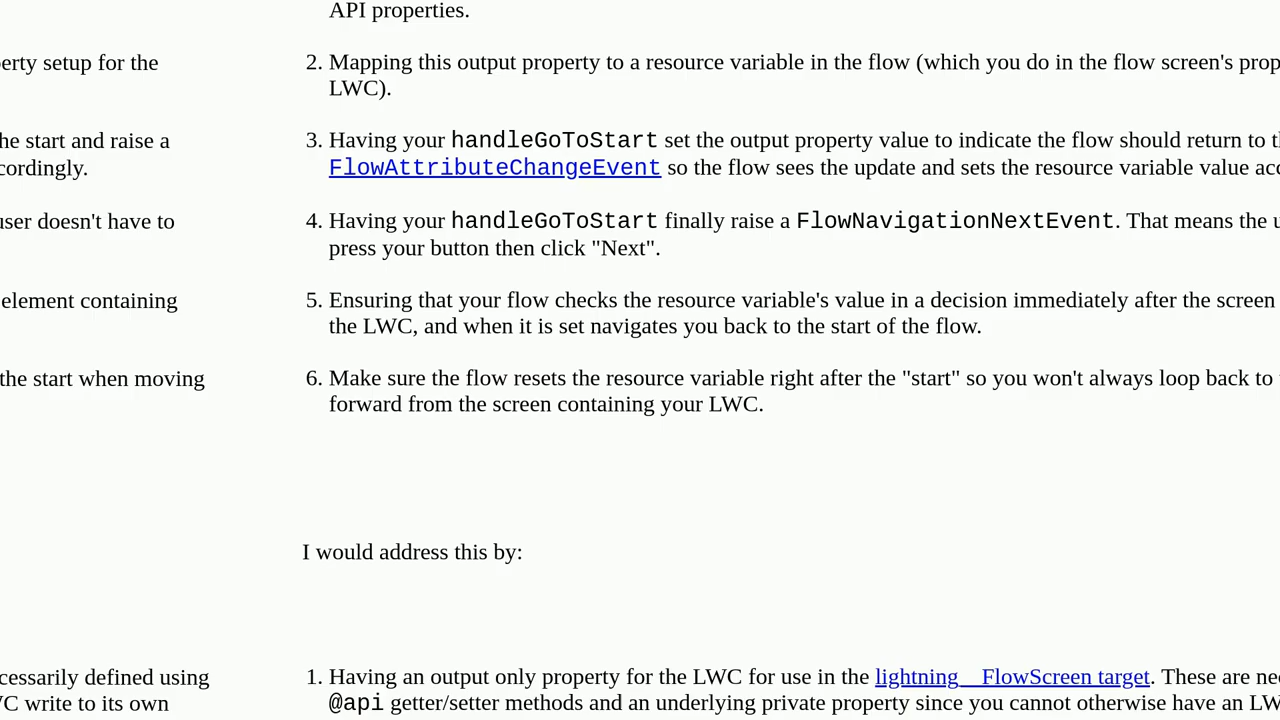 API properties.
erty setup for the
2. Mapping this output property to a resource variable in the flow (which you do in the flow screen's prop
LWC).
he start and raise a
cordingly.
3. Having your handleGoToStart set the output property value to indicate the flow should return to th
FlowAttributeChangeEvent so the flow sees the update and sets the resource variable value acc
user doesn't have to
4. Having your handleGoToStart finally raise a FlowNavigationNextEvent. That means the u
press your button then click "Next".
element containing
5. Ensuring that your flow checks the resource variable's value in a decision immediately after the screen
the LWC, and when it is set navigates you back to the start of the flow.
the start when moving
6. Make sure the flow resets the resource variable right after the "start" so you won't always loop back to
forward from the screen containing your LWC.
I would address this by:
cessarily defined using
VC write to its own
1. Having an output only property for the LWC for use in the lightning__FlowScreen target. These are nec
@api getter/setter methods and an underlying private property since you cannot otherwise have an LW